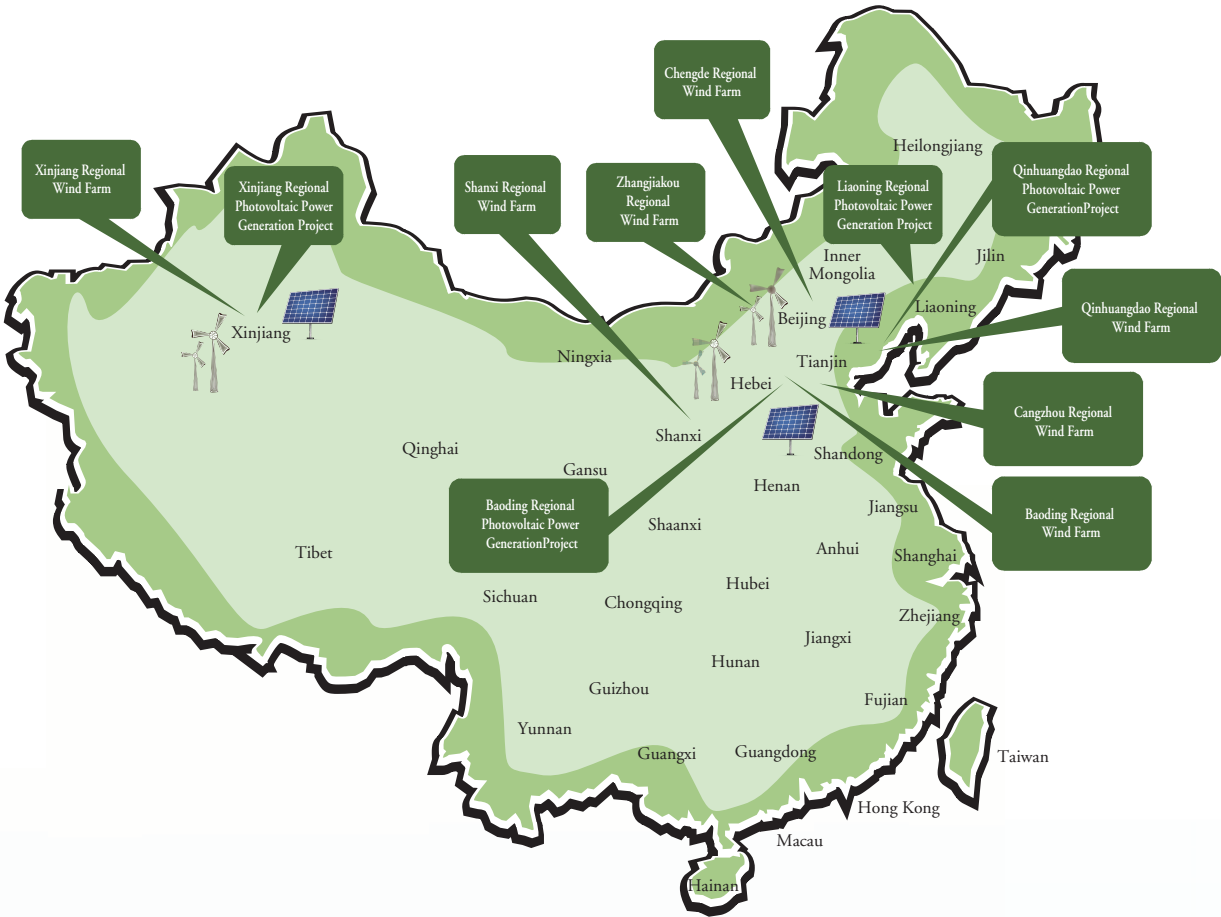 Chengde Regional
Wind Farm
Heilongjiang
Xinjiang Regional
Wind Farm
Xinjiang Regional
Photovoltaic Power
Generation Project
Shanxi Regional
Wind Farm
Zhangjiakou
Regional
Wind Farm
Liaoning Regional
Photovoltaic Power
Generation Project
Qinhuangdao Regional
Photovoltaic Power
GenerationProject
Inner
Mongolia
Jilin
Liaoning
Qinhuangdao Regional
Wind Farm
Xinjiang
Beijing
Ningxia
Tianjin
Hebei
Cangzhou Regional
Wind Farm
Shanxi
Qinghai
Shandong
Gansu
Henan
Baoding Regional
Photovoltaic Power
GenerationProject
Jiangsu
Baoding Regional
Wind Farm
Shaanxi
Tibet
Anhui
Shanghai
Sichuan
Chongqing
Hubei
Zhejiang
Jiangxi
Hunan
Guizhou
Fujian
Yunnan
Guangxi
Guangdong
Taiwan
Hong Kong
Macau
Hainan